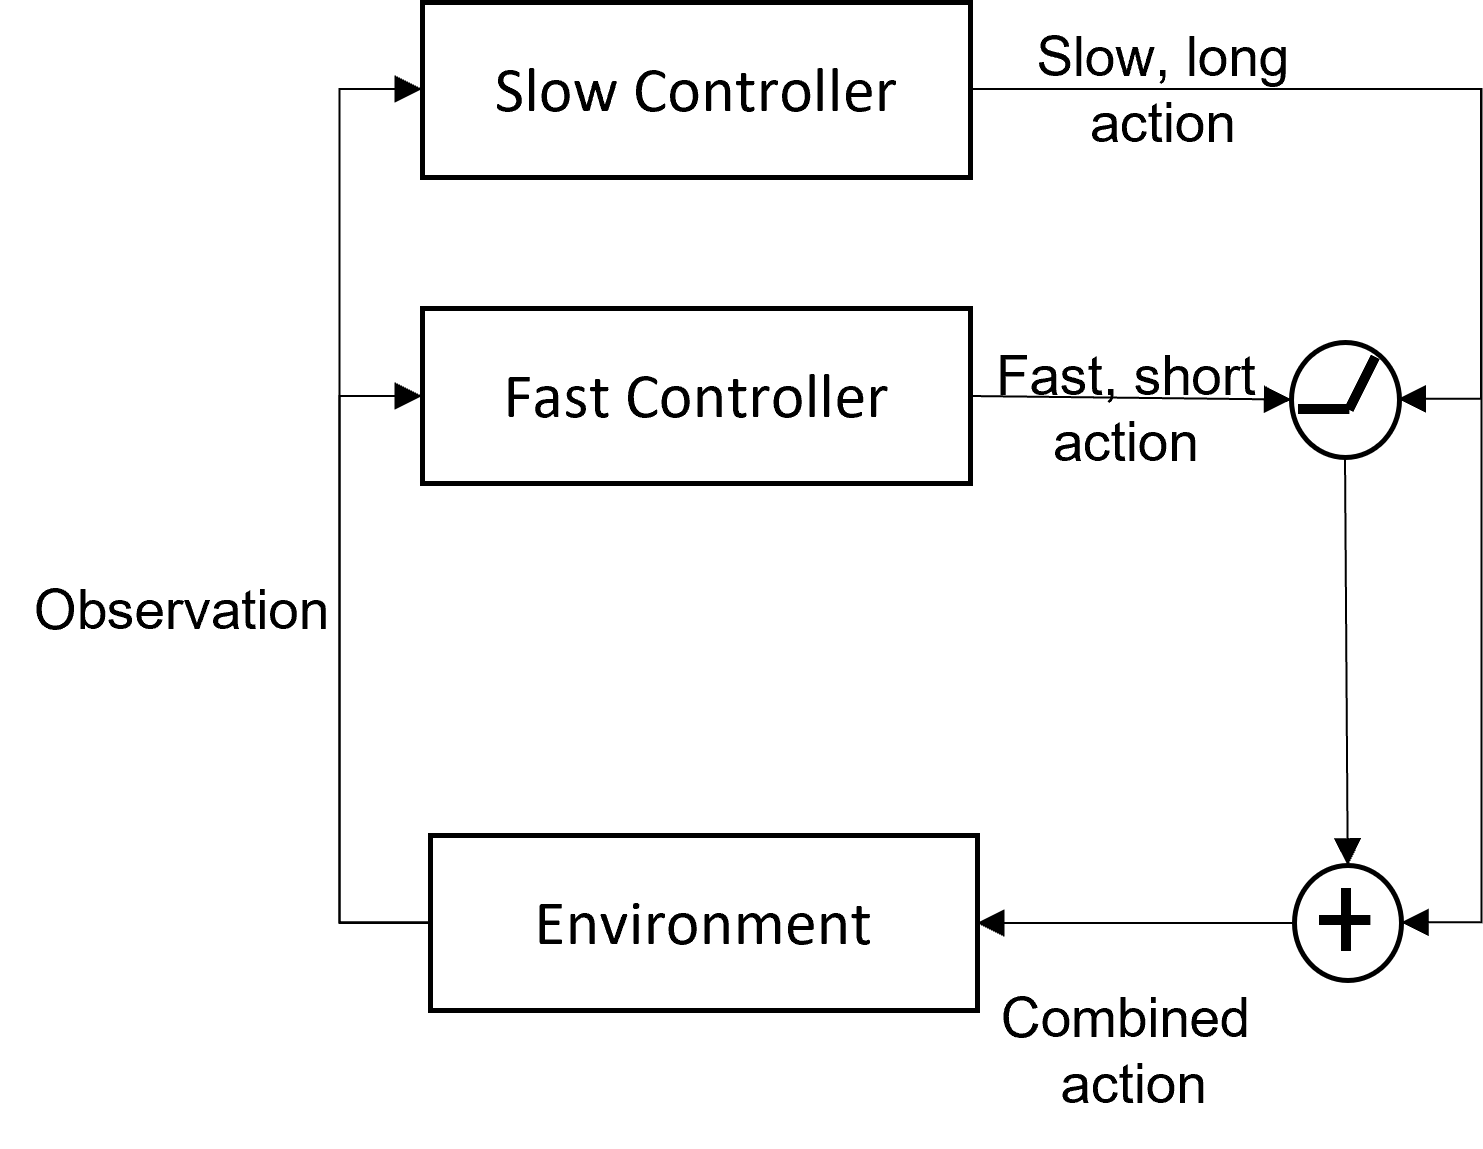 Slow Controller
Slow, long
action
Fast Controller
Fast, short
action
Observation
Environment
+
Combined
action